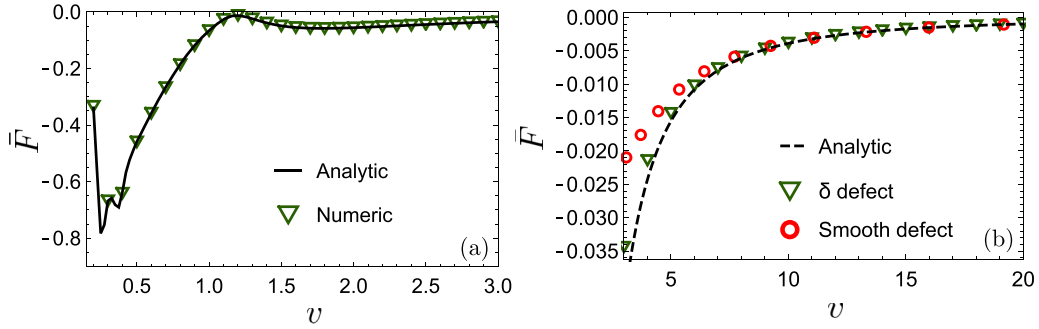 0.0
−0.2
−0.4
−0.6
−0.8
F̄
0.5 1.0 1.5 2.0 2.5 3.0
v
Analytic
Numeric
(a)
0.000
−0.005
−0.010
−0.015
−0.020
−0.025
−0.030
−0.035
F̄
5 10 15 20
v
Analytic
δ defect
Smooth defect
(b)